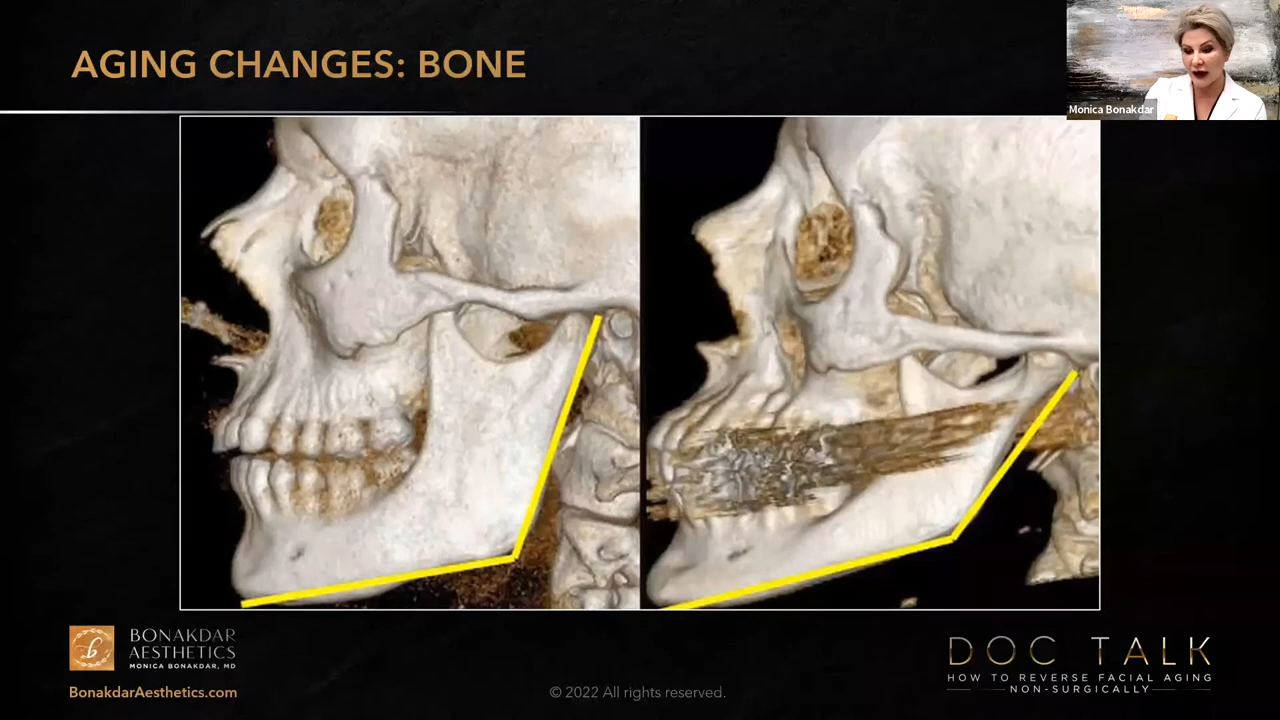 AGING CHANGES: BONE
Monica Bonakdar
b
BONAKDAR
AESTHETICS
MONICA BONAKDAR, MD
BonakdarAesthetics.com
© 2022 All rights reserved.
DOC TALK
HOW TO REVERSE FACIAL AGING
NON-SURGICALLY